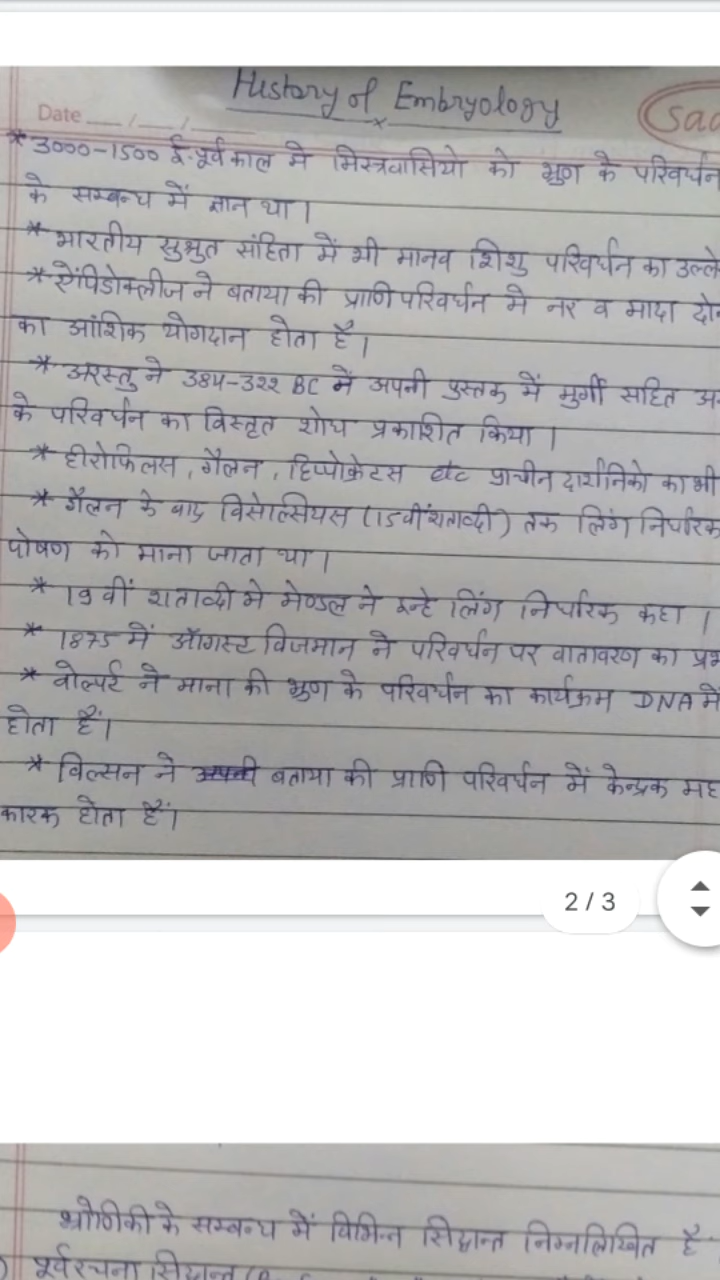 History of Embryology
Date __/__/__
* 3000-1500 ई.पूर्व काल मे मिस्त्रवासियो को भ्रुण के परिवर्धन
के सम्बन्ध में ज्ञान था।
* भारतीय सुश्रुत संहिता में भी मानव शिशु परिवर्धन का उल्ले
* ऐंपिडोक्लीज ने बताया की प्राणि परिवर्धन मे नर व मादा दोन
का आंशिक योगदान होता है।
* अरस्तु ने 384-322 BC में अपनी पुस्तक में मुर्गी सहित अ
के परिवर्धन का विस्तृत शोध प्रकाशित किया।
* हीरोफिलस, गैलन, हिप्पोक्रेटस etc प्राचीन दार्शनिको का भी
* गैलन के बाद विसेल्सियस (15वीं शताब्दी) तक लिंग निर्धारक
पोषण को माना जाता था।
* 19 वीं शताब्दी मे मेण्डल ने इन्हे लिंग निर्धारक कहा।
* 1875 में ऑगस्ट विजमान ने परिवर्धन पर वातावरण का प्रभ
* वोल्पर्ट ने माना की भ्रुण के परिवर्धन का कार्यक्रम DNA में
होता हैं।
* विल्सन ने बताया की प्राणि परिवर्धन में केन्द्रक मह
कारक होता हैं।
2 / 3
भ्रोणिकी के सम्बन्ध में विभिन्न सिद्धान्त निम्नलिखित है
पूर्वरचना सिद्धान्त